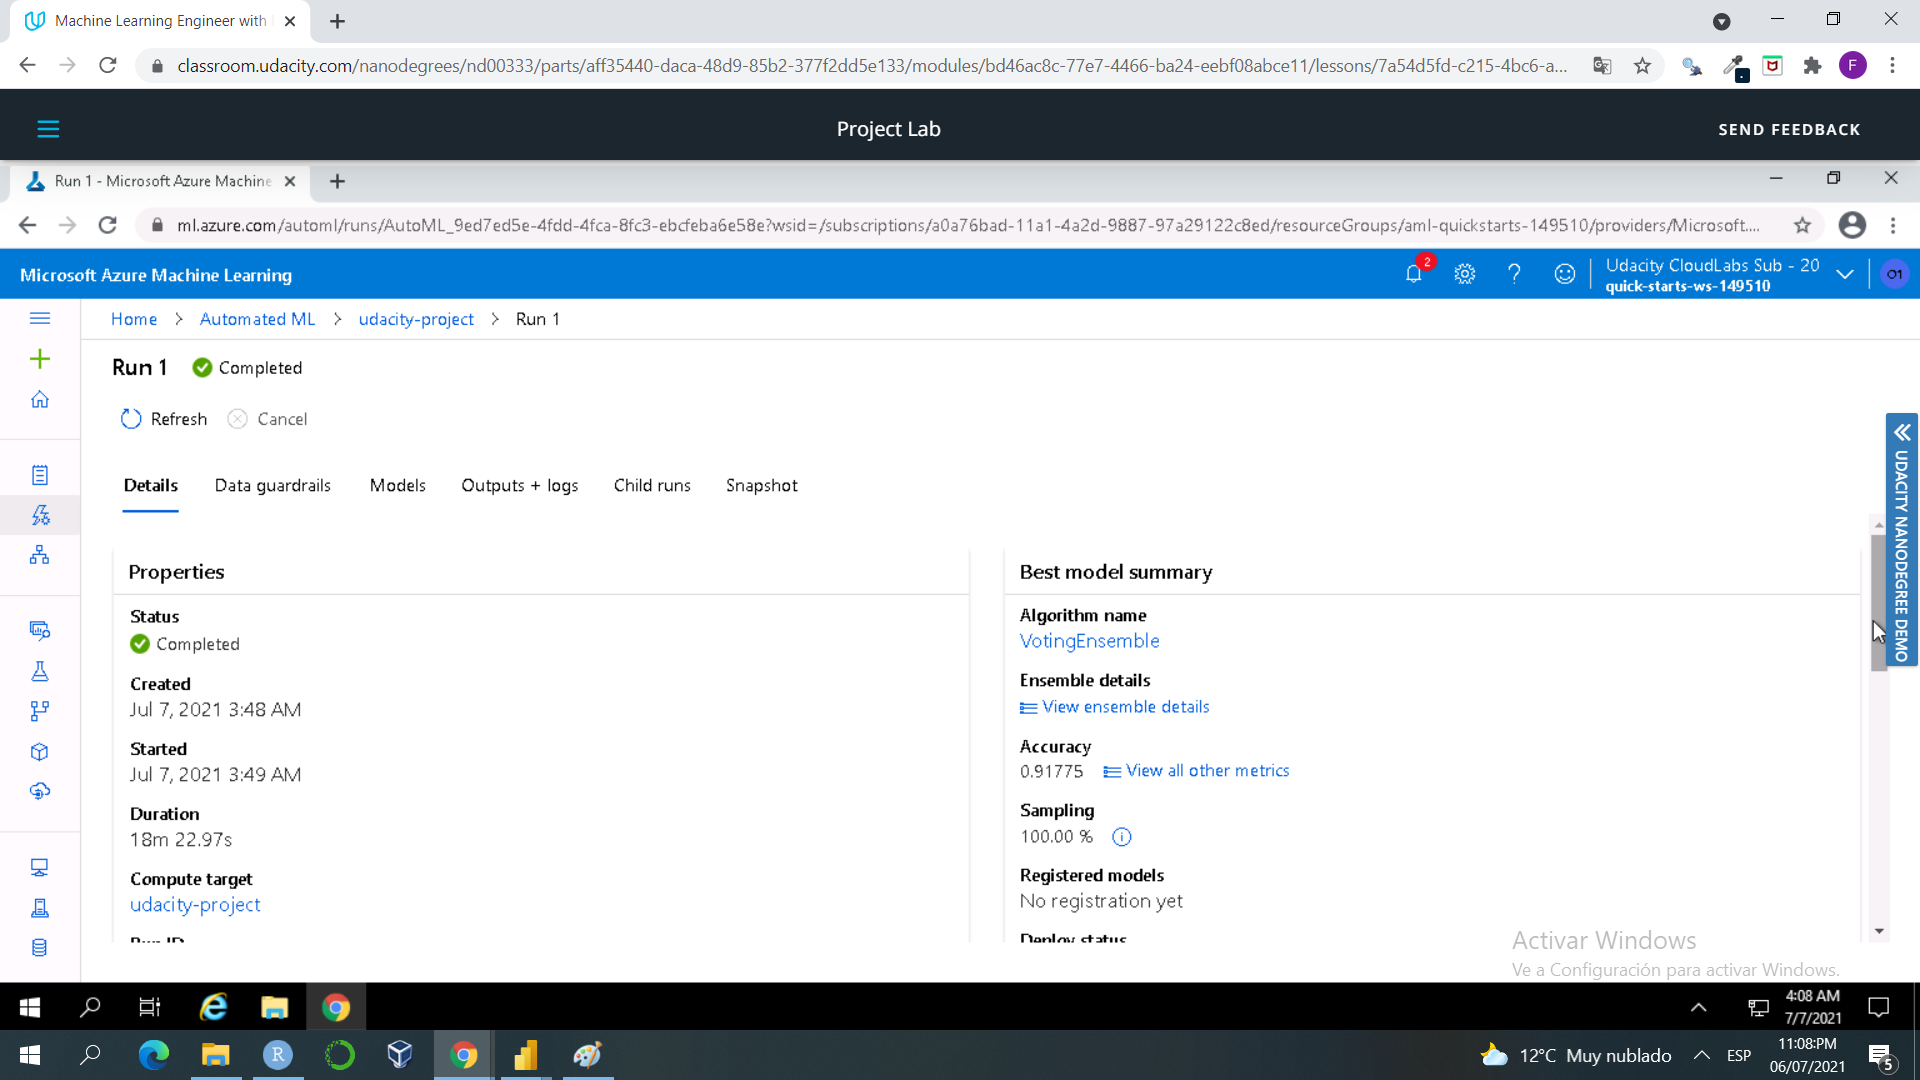 Machine Learning Engineer with
classroom.udacity.com/nanodegrees/nd00333/parts/aff35440-daca-48d9-85b2-377f2dd5e133/modules/bd46ac8c-77e7-4466-ba24-eebf08abce11/lessons/7a54d5fd-c215-4bc6-a...
F
Project Lab
SEND FEEDBACK
Run 1 - Microsoft Azure Machine
ml.azure.com/automl/runs/AutoML_9ed7ed5e-4fdd-4fca-8fc3-ebcfeba6e58e?wsid=/subscriptions/a0a76bad-11a1-4a2d-9887-97a29122c8ed/resourceGroups/aml-quickstarts-149510/providers/Microsoft....
Microsoft Azure Machine Learning
2
Udacity CloudLabs Sub - 20
quick-starts-ws-149510
O1
Home > Automated ML > udacity-project > Run 1
Run 1 Completed
Refresh Cancel
Details Data guardrails Models Outputs + logs Child runs Snapshot
UDACITY NANODEGREE DEMO
Properties
Status
Completed
Created
Jul 7, 2021 3:48 AM
Started
Jul 7, 2021 3:49 AM
Duration
18m 22.97s
Compute target
udacity-project
Run ID
Best model summary
Algorithm name
VotingEnsemble
Ensemble details
View ensemble details
Accuracy
0.91775 View all other metrics
Sampling
100.00 %
Registered models
No registration yet
Deploy status
Activar Windows
Ve a Configuración para activar Windows.
4:08 AM
7/7/2021
12°C Muy nublado
ESP
11:08:PM
06/07/2021
5